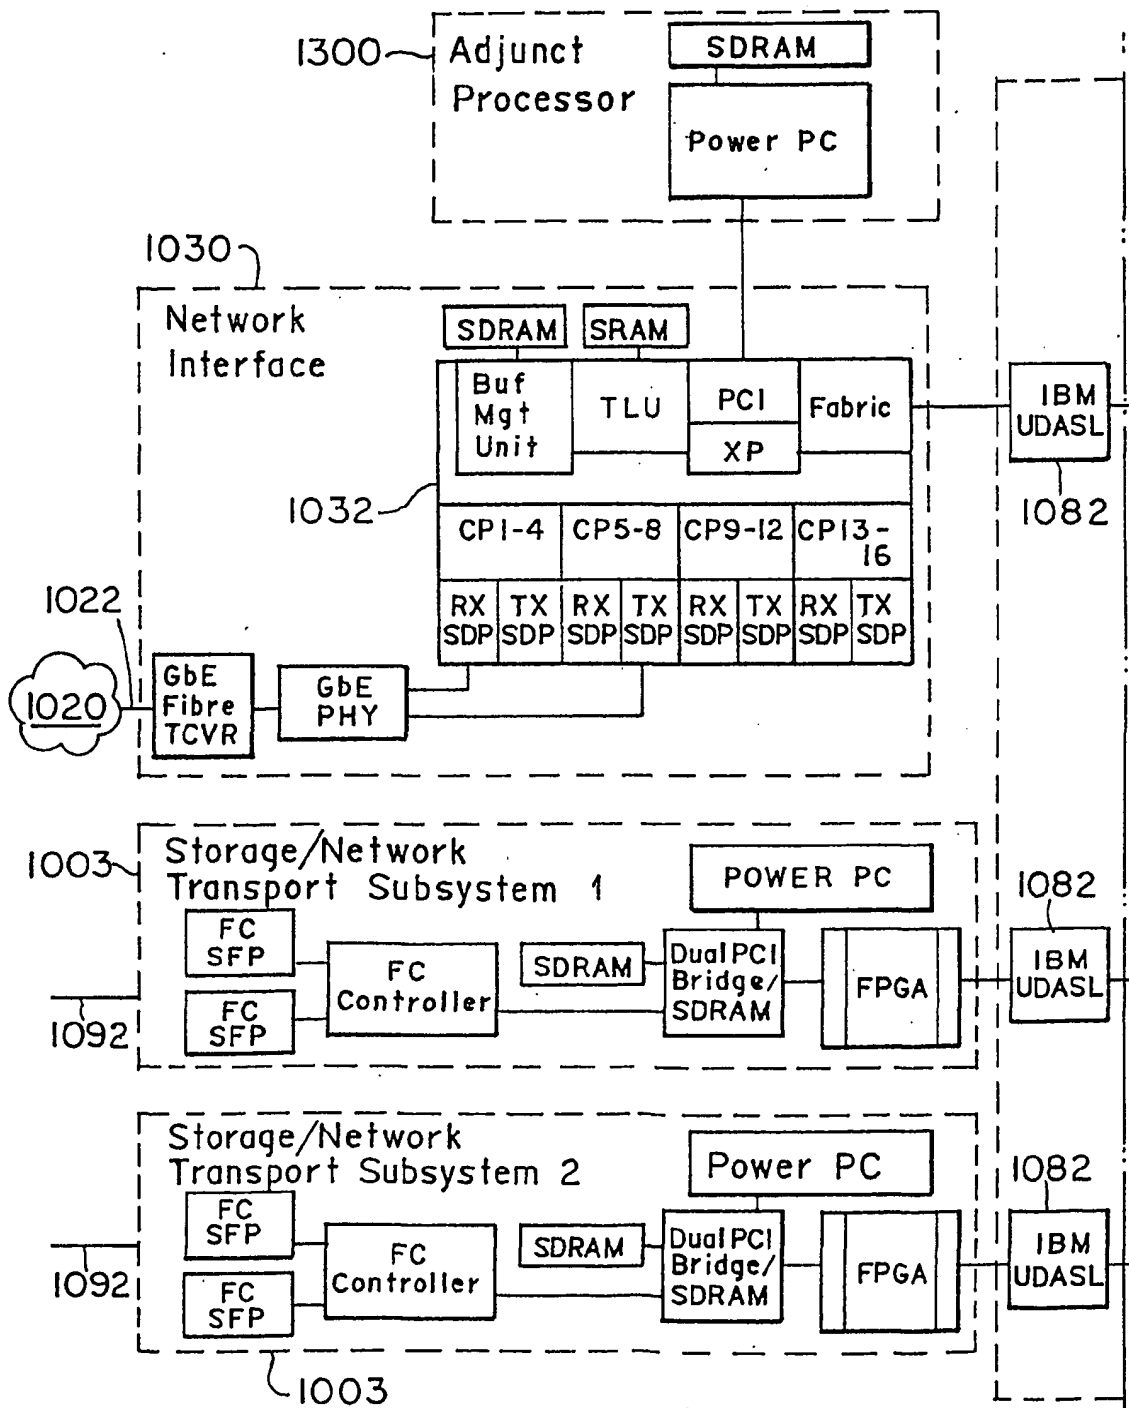 1300
Adjunct
Processor
SDRAM
Power PC
1030
Network
Interface
SDRAM
SRAM
Buf
Mgt
Unit
TLU
PCI
XP
Fabric
IBM
UDASL
1082
1032
CP1-4
CP5-8
CP9-12
CP13-
16
RX
SDP
TX
SDP
RX
SDP
TX
SDP
RX
SDP
TX
SDP
RX
SDP
TX
SDP
1022
1020
GbE
Fibre
TCVR
GbE
PHY
1003
Storage/Network
Transport Subsystem 1
POWER PC
1082
FC
SFP
FC
SFP
FC
Controller
SDRAM
Dual PCI
Bridge/
SDRAM
FPGA
IBM
UDASL
1092
Storage/Network
Transport Subsystem 2
Power PC
1082
FC
SFP
FC
SFP
FC
Controller
SDRAM
Dual PCI
Bridge/
SDRAM
FPGA
IBM
UDASL
1092
1003